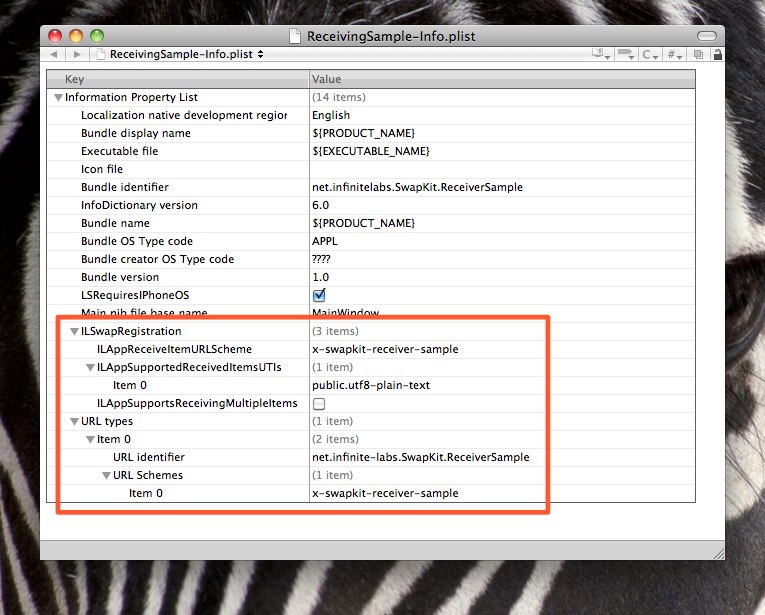 ReceivingSample-Info.plist
ReceivingSample-Info.plist
C
#
Key Value
Information Property List (14 items)
Localization native development region English
Bundle display name ${PRODUCT_NAME}
Executable file ${EXECUTABLE_NAME}
Icon file
Bundle identifier net.infinitelabs.SwapKit.ReceiverSample
InfoDictionary version 6.0
Bundle name ${PRODUCT_NAME}
Bundle OS Type code APPL
Bundle creator OS Type code ????
Bundle version 1.0
LSRequiresIPhoneOS
Main nib file base name MainWindow
ILSwapRegistration (3 items)
ILAppReceiveItemURLScheme x-swapkit-receiver-sample
ILAppSupportedReceivedItemsUTIs (1 item)
Item 0 public.utf8-plain-text
ILAppSupportsReceivingMultipleItems
URL types (1 item)
Item 0 (2 items)
URL identifier net.infinite-labs.SwapKit.ReceiverSample
URL Schemes (1 item)
Item 0 x-swapkit-receiver-sample